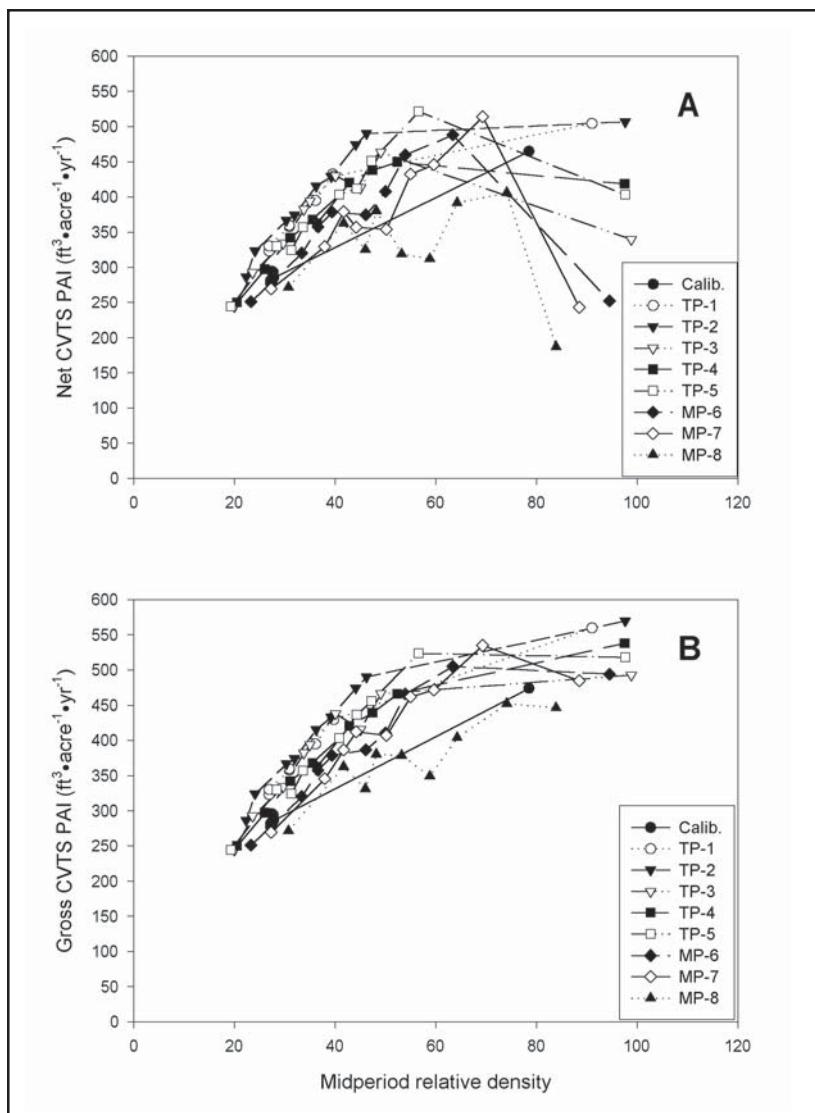 A
Net CVTS PAI (ft³•acre⁻¹•yr⁻¹)
600
550
500
450
400
350
300
250
200
150
100
50
0
0 20 40 60 80 100 120
Calib.
TP-1
TP-2
TP-3
TP-4
TP-5
MP-6
MP-7
MP-8
B
Gross CVTS PAI (ft³•acre⁻¹•yr⁻¹)
600
550
500
450
400
350
300
250
200
150
100
50
0
0 20 40 60 80 100 120
Calib.
TP-1
TP-2
TP-3
TP-4
TP-5
MP-6
MP-7
MP-8
Midperiod relative density